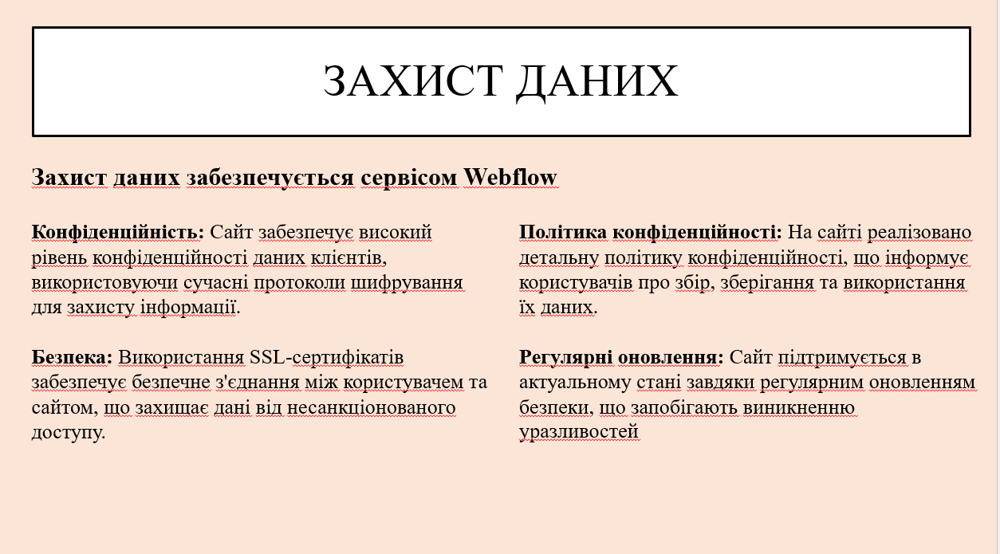 ЗАХИСТ ДАНИХ
Захист даних забезпечується сервісом Webflow
Конфіденційність: Сайт забезпечує високий
рівень конфіденційності даних клієнтів,
використовуючи сучасні протоколи шифрування
для захисту інформації.
Безпека: Використання SSL-сертифікатів
забезпечує безпечне з'єднання між користувачем та
сайтом, що захищає дані від несанкціонованого
доступу.
Політика конфіденційності: На сайті реалізовано
детальну політику конфіденційності, що інформує
користувачів про збір, зберігання та використання
їх даних.
Регулярні оновлення: Сайт підтримується в
актуальному стані завдяки регулярним оновленням
безпеки, що запобігають виникненню
уразливостей